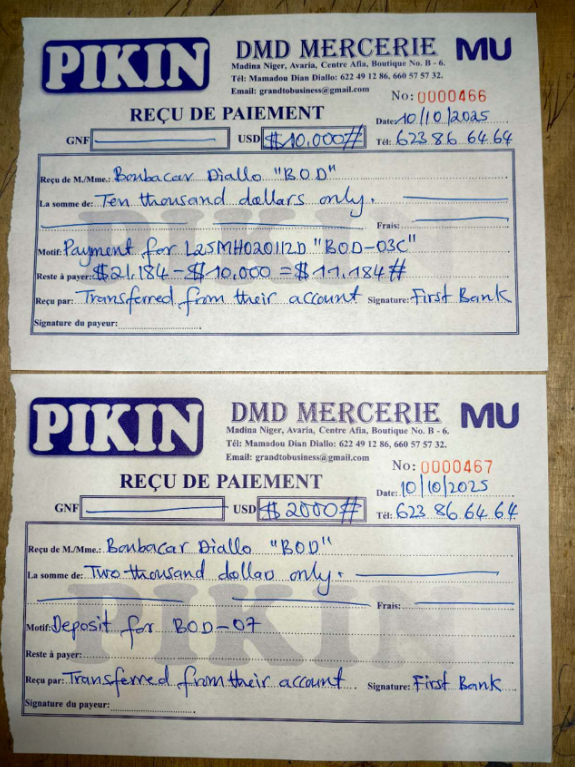 PIKIN
DMD MERCERIE MU
Madina Niger, Avaria, Centre Afia, Boutique No. B - 6.
Tél: Mamadou Dian Diallo: 622 49 12 86, 660 57 57 32.
Email: grandtobusiness@gmail.com
No: 0000466
REÇU DE PAIEMENT
Date: 10/10/2025
GNF USD $10.000#
Tél: 623 86 64 64
Reçu de M./Mme.: Boubacar Diallo "BOD"
La somme de: Ten thousand dollars only.
Frais:
Motif: Payment for L25MH020112D "BOD-03C"
Reste à payer: $21.184 - $10.000 = $11.184#
Reçu par: Transferred from their account Signature: First Bank
Signature du payeur:
PIKIN
PIKIN
DMD MERCERIE MU
Madina Niger, Avaria, Centre Afia, Boutique No. B - 6.
Tél: Mamadou Dian Diallo: 622 49 12 86, 660 57 57 32.
Email: grandtobusiness@gmail.com
No: 0000467
REÇU DE PAIEMENT
Date: 10/10/2025
GNF USD $2000#
Tél: 623 86 64 64
Reçu de M./Mme.: Boubacar Diallo "BOD"
La somme de: Two thousand dollars only.
Frais:
Motif: Deposit for BOD-07
Reste à payer:
Reçu par: Transferred from their account Signature: First Bank
Signature du payeur:
PIKIN